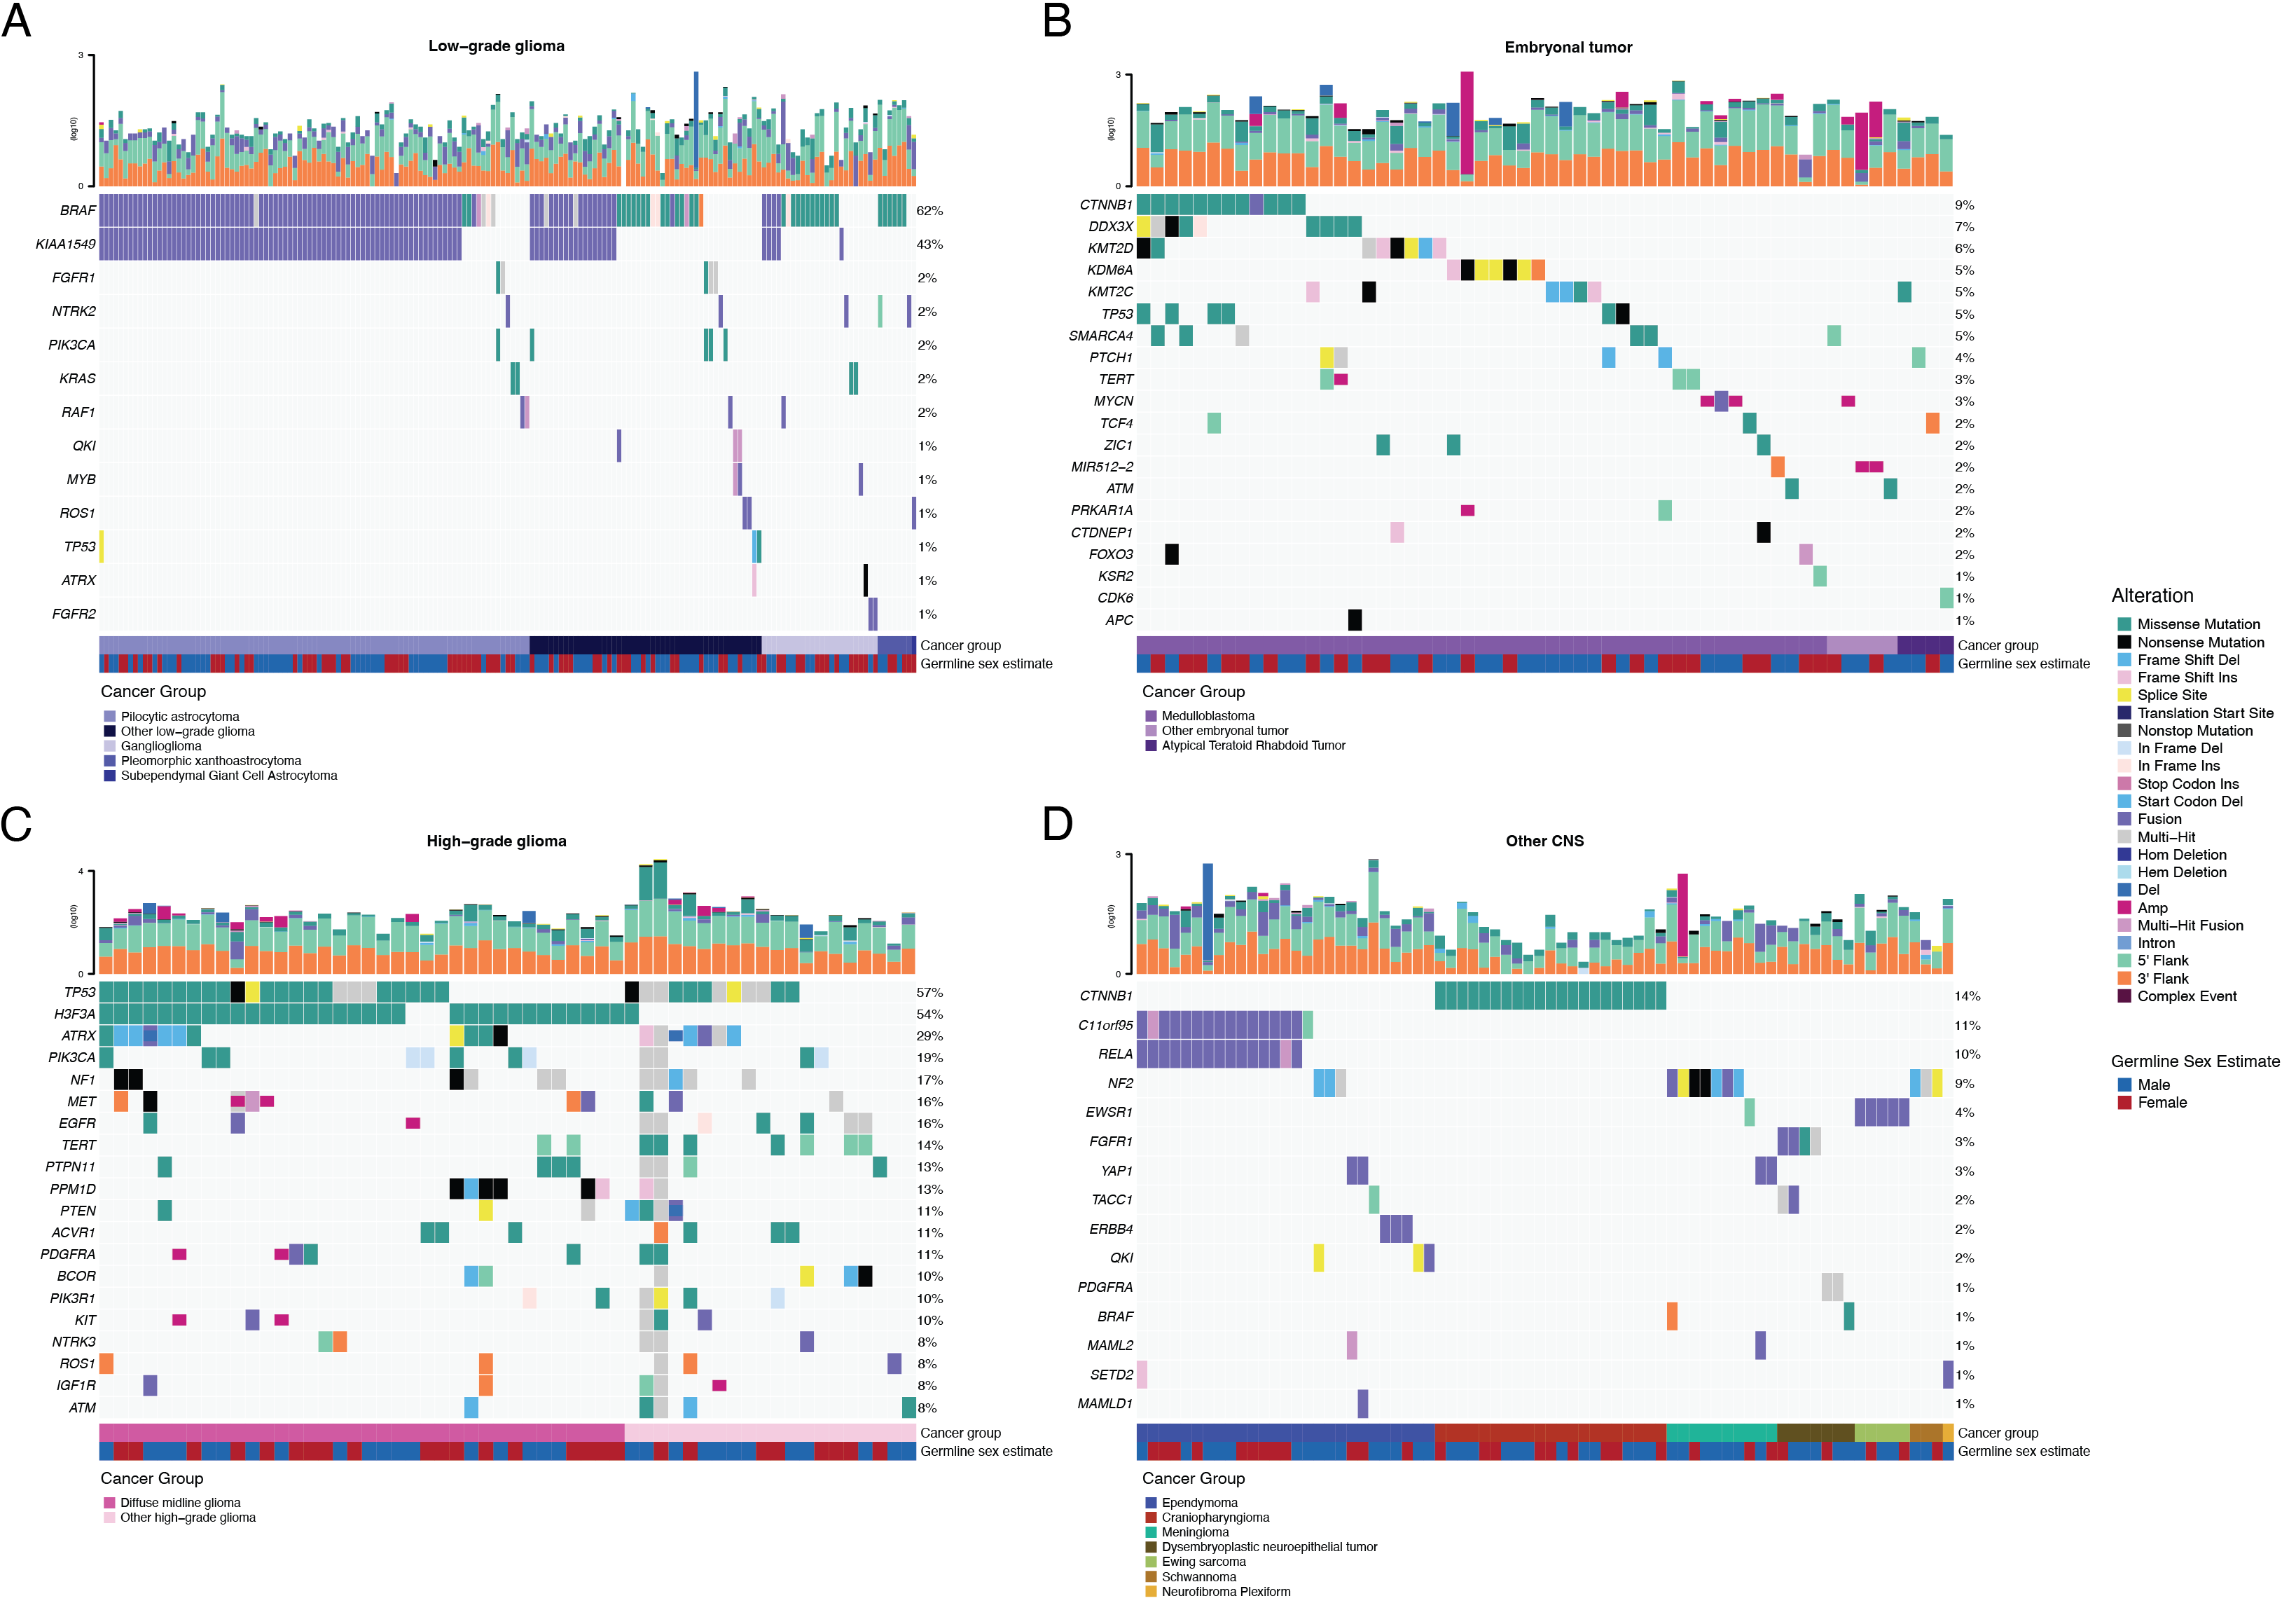 A
Low–grade glioma
3
(log10)
0
BRAF 62%
KIAA1549 43%
FGFR1 2%
NTRK2 2%
PIK3CA 2%
KRAS 2%
RAF1 2%
QKI 1%
MYB 1%
ROS1 1%
TP53 1%
ATRX 1%
FGFR2 1%
Cancer group
Germline sex estimate
Cancer Group
Pilocytic astrocytoma
Other low–grade glioma
Ganglioglioma
Pleomorphic xanthoastrocytoma
Subependymal Giant Cell Astrocytoma
B
Embryonal tumor
3
(log10)
0
CTNNB1 9%
DDX3X 7%
KMT2D 6%
KDM6A 5%
KMT2C 5%
TP53 5%
SMARCA4 5%
PTCH1 4%
TERT 3%
MYCN 3%
TCF4 2%
ZIC1 2%
MIR512–2 2%
ATM 2%
PRKAR1A 2%
CTDNEP1 2%
FOXO3 2%
KSR2 1%
CDK6 1%
APC 1%
Cancer group
Germline sex estimate
Cancer Group
Medulloblastoma
Other embryonal tumor
Atypical Teratoid Rhabdoid Tumor
C
High–grade glioma
4
(log10)
0
TP53 57%
H3F3A 54%
ATRX 29%
PIK3CA 19%
NF1 17%
MET 16%
EGFR 16%
TERT 14%
PTPN11 13%
PPM1D 13%
PTEN 11%
ACVR1 11%
PDGFRA 11%
BCOR 10%
PIK3R1 10%
KIT 10%
NTRK3 8%
ROS1 8%
IGF1R 8%
ATM 8%
Cancer group
Germline sex estimate
Cancer Group
Diffuse midline glioma
Other high–grade glioma
D
Other CNS
3
(log10)
0
CTNNB1 14%
C11orf95 11%
RELA 10%
NF2 9%
EWSR1 4%
FGFR1 3%
YAP1 3%
TACC1 2%
ERBB4 2%
QKI 2%
PDGFRA 1%
BRAF 1%
MAML2 1%
SETD2 1%
MAMLD1 1%
Cancer group
Germline sex estimate
Cancer Group
Ependymoma
Craniopharyngioma
Meningioma
Dysembryoplastic neuroepithelial tumor
Ewing sarcoma
Schwannoma
Neurofibroma Plexiform
Alteration
Missense Mutation
Nonsense Mutation
Frame Shift Del
Frame Shift Ins
Splice Site
Translation Start Site
Nonstop Mutation
In Frame Del
In Frame Ins
Stop Codon Ins
Start Codon Del
Fusion
Multi–Hit
Hom Deletion
Hem Deletion
Del
Amp
Multi–Hit Fusion
Intron
5' Flank
3' Flank
Complex Event
Germline Sex Estimate
Male
Female